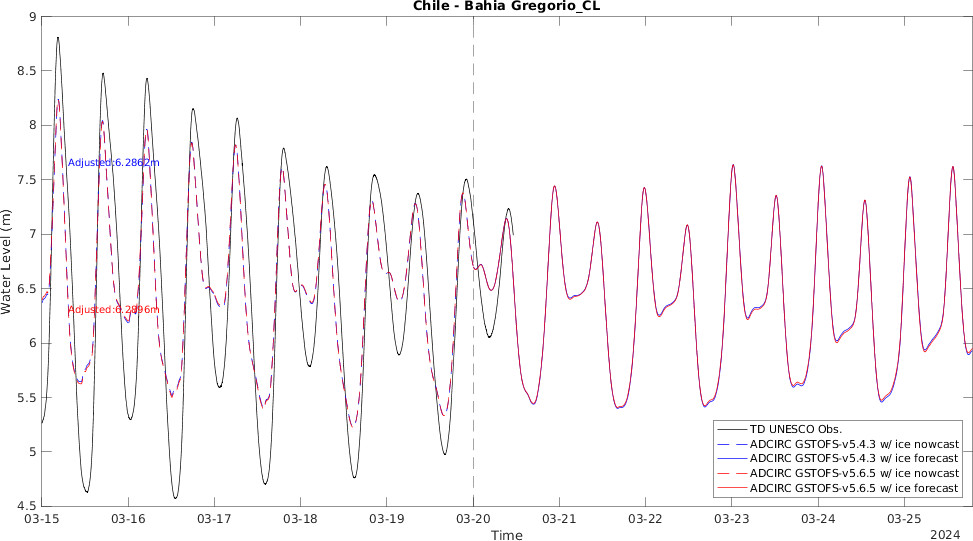 Chile - Bahia Gregorio_CL
9
8.5
8
7.5
7
6.5
6
5.5
5
4.5
Water Level (m)
Adjusted:6.2862m
Adjusted:6.2896m
TD UNESCO Obs.
ADCIRC GSTOFS-v5.4.3 w/ ice nowcast
ADCIRC GSTOFS-v5.4.3 w/ ice forecast
ADCIRC GSTOFS-v5.6.5 w/ ice nowcast
ADCIRC GSTOFS-v5.6.5 w/ ice forecast
03-15 03-16 03-17 03-18 03-19 03-20 03-21 03-22 03-23 03-24 03-25
Time
2024